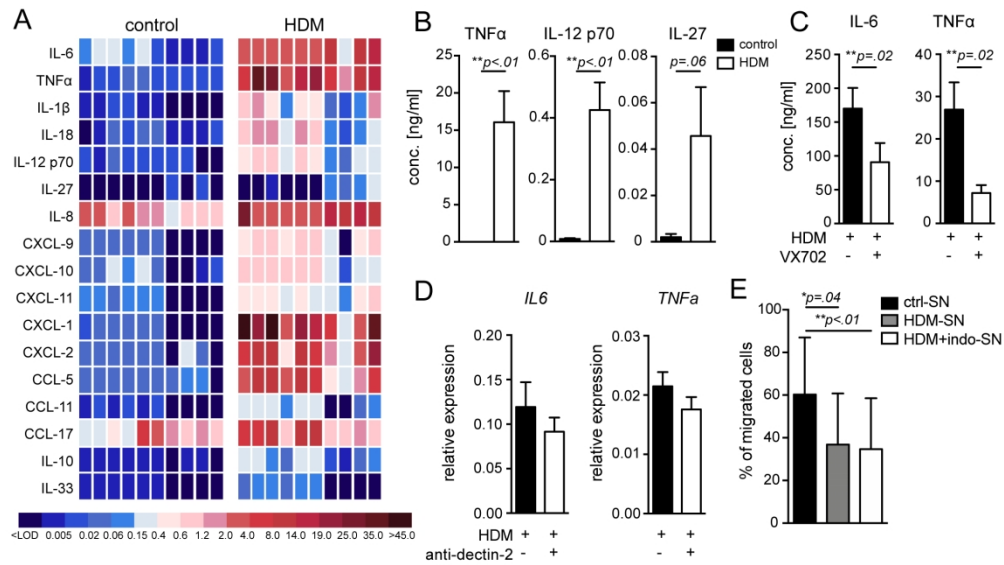 A
control
HDM
IL-6
TNFα
IL-1β
IL-18
IL-12 p70
IL-27
IL-8
CXCL-9
CXCL-10
CXCL-11
CXCL-1
CXCL-2
CCL-5
CCL-11
CCL-17
IL-10
IL-33
<LOD 0.005 0.02 0.06 0.15 0.4 0.6 1.2 2.0 4.0 14.0 19.0 25.0 35.0 >45.0
B
TNFα
IL-12 p70
IL-27
control
HDM
**p<.01
**p<.01
p=.06
conc. [ng/ml]
25
20
15
10
5
0
0.6
0.4
0.2
0.0
0.08
0.06
0.04
0.02
0
C
IL-6
TNFα
**p=.02
**p=.02
conc. [ng/ml]
250
200
150
100
50
0
40
30
20
10
0
HDM + + + +
VX702 - + - +
D
IL6
TNFa
relative expression
0.20
0.15
0.10
0.05
0.00
relative expression
0.03
0.02
0.01
0.00
HDM + + + +
anti-dectin-2 - + - +
E
*p=.04
**p<.01
ctrl-SN
HDM-SN
HDM+indo-SN
% of migrated cells
100
80
60
40
20
0